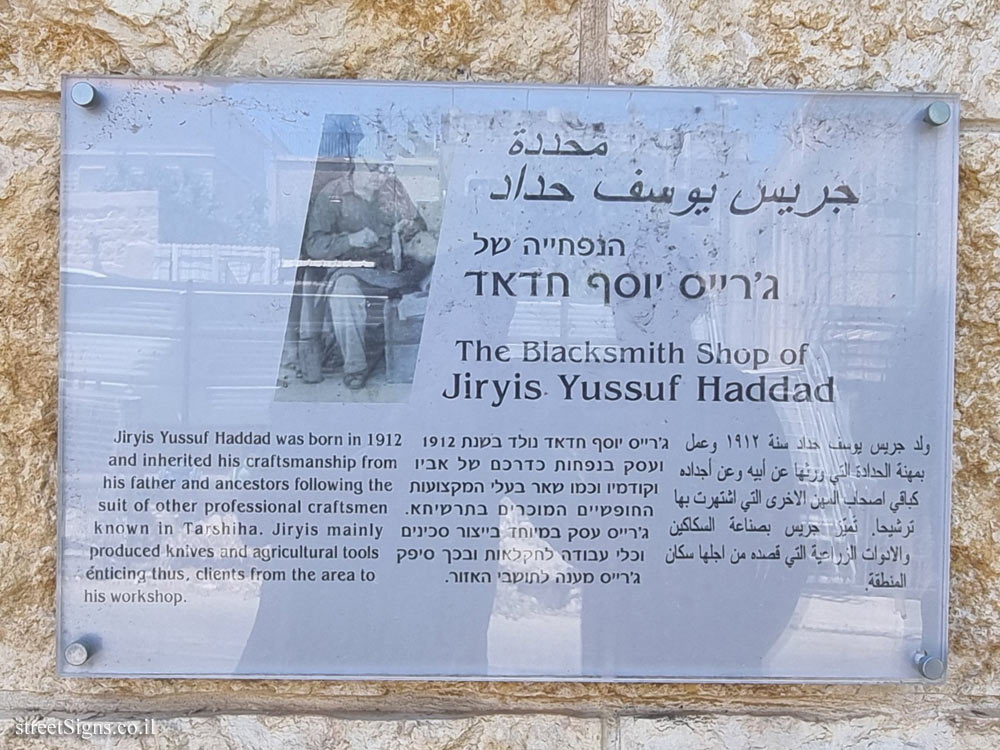 محددة
جريس يوسف حداد
הנפחייה של
ג'רייס יוסף חדאד
The Blacksmith Shop of
Jiryis Yussuf Haddad
Jiryis Yussuf Haddad was born in 1912
and inherited his craftsmanship from
his father and ancestors following the
suit of other professional craftsmen
known in Tarshiha. Jiryis mainly
produced knives and agricultural tools
enticing thus, clients from the area to
his workshop.
ג'רייס יוסף חדאד נולד בשנת 1912
ועסק בנפחות כדרכם של אביו
וקודמיו וכמו שאר בעלי המקצועות
החופשיים המוכרים בתרשיחא.
ג'רייס עסק במיוחד בייצור סכינים
וכלי עבודה לחקלאות ובכך סיפק
ג'רייס מענה לתושבי האזור.
ولد جريس يوسف حداد سنة ١٩١٢ وعمل
بمهنة الحدادة التي ورثها عن أبيه وعن أجداده
كباقي اصحاب المهن الاخرى التي اشتهرت بها
ترشيحا. تميز جريس بصناعة السكاكين
والادوات الزراعية التي قصده من اجلها سكان
المنطقة.
streetSigns.co.il